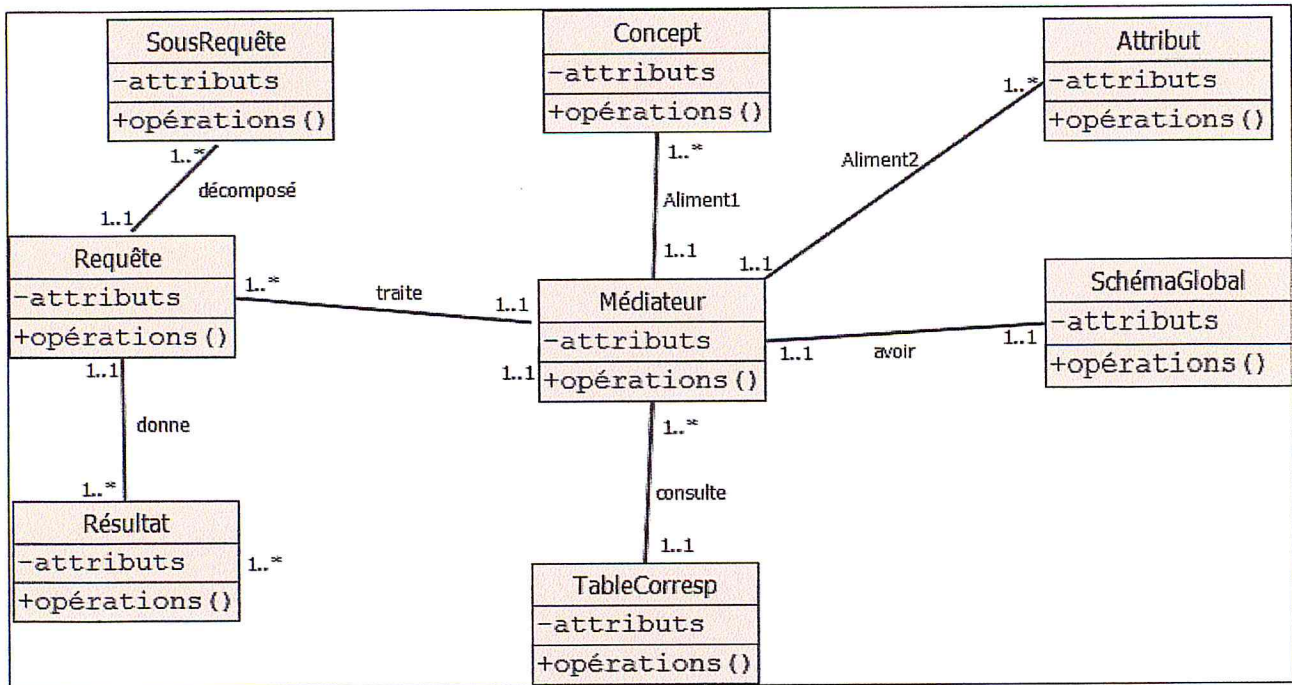 SousRequête
-attributs
+opérations()
Concept
-attributs
+opérations()
Attribut
-attributs
+opérations()
1..*
1..*
1..*
décomposé
Aliment1
Aliment2
1..1
1..1
1..1
Requête
-attributs
+opérations()
1..*
traite
1..1
Médiateur
-attributs
+opérations()
1..1
avoir
1..1
SchémaGlobal
-attributs
+opérations()
1..1
1..1
donne
1..*
1..*
consulte
1..1
Résultat
-attributs
+opérations()
1..*
TableCorresp
-attributs
+opérations()